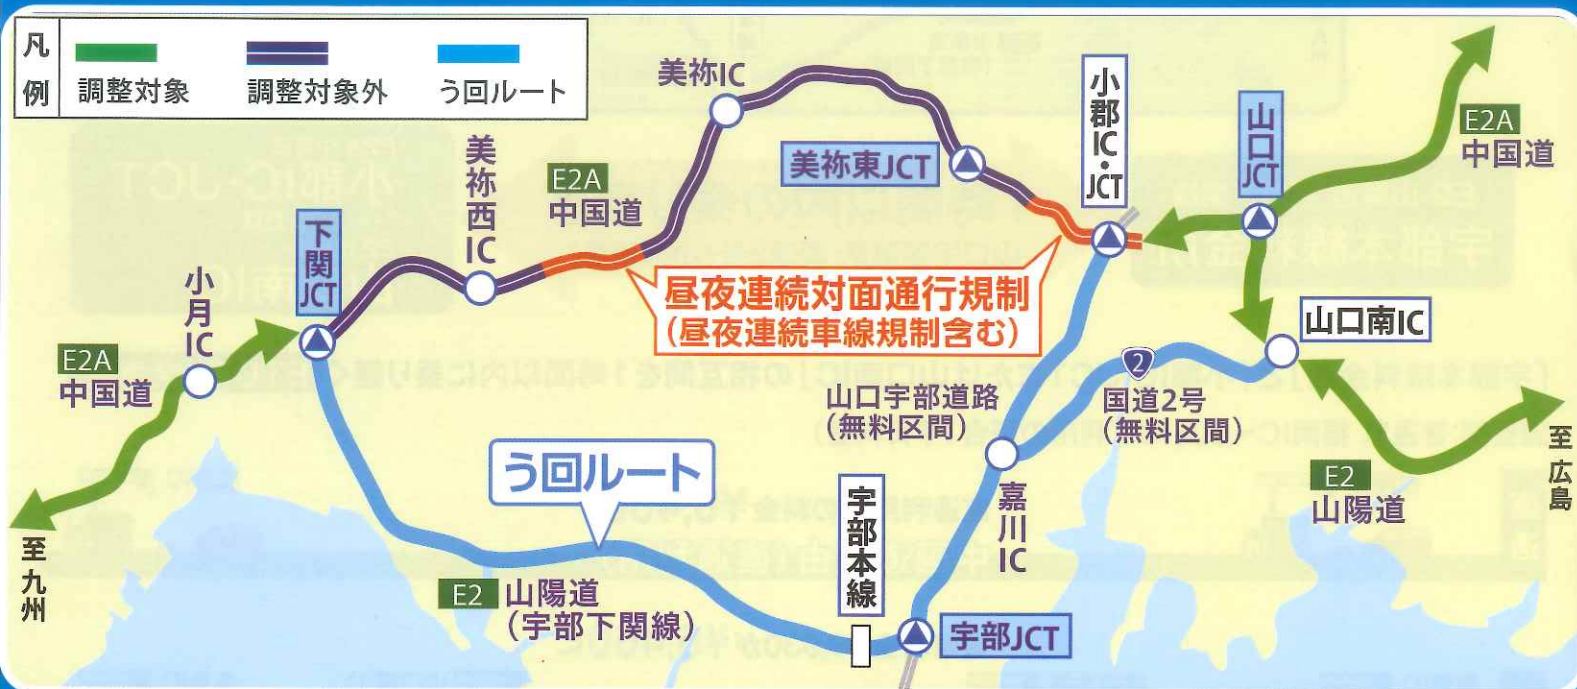 凡例
調整対象
調整対象外
う回ルート
美祢IC
小郡IC・JCT
山口JCT
E2A
中国道
美祢東JCT
美祢西IC
E2A
中国道
下関JCT
小月IC
昼夜連続対面通行規制
(昼夜連続車線規制含む)
山口南IC
E2A
中国道
2
山口宇部道路
(無料区間)
国道2号
(無料区間)
う回ルート
宇部本線
嘉川IC
E2
山陽道
至広島
至九州
E2
山陽道
(宇部下関線)
宇部JCT